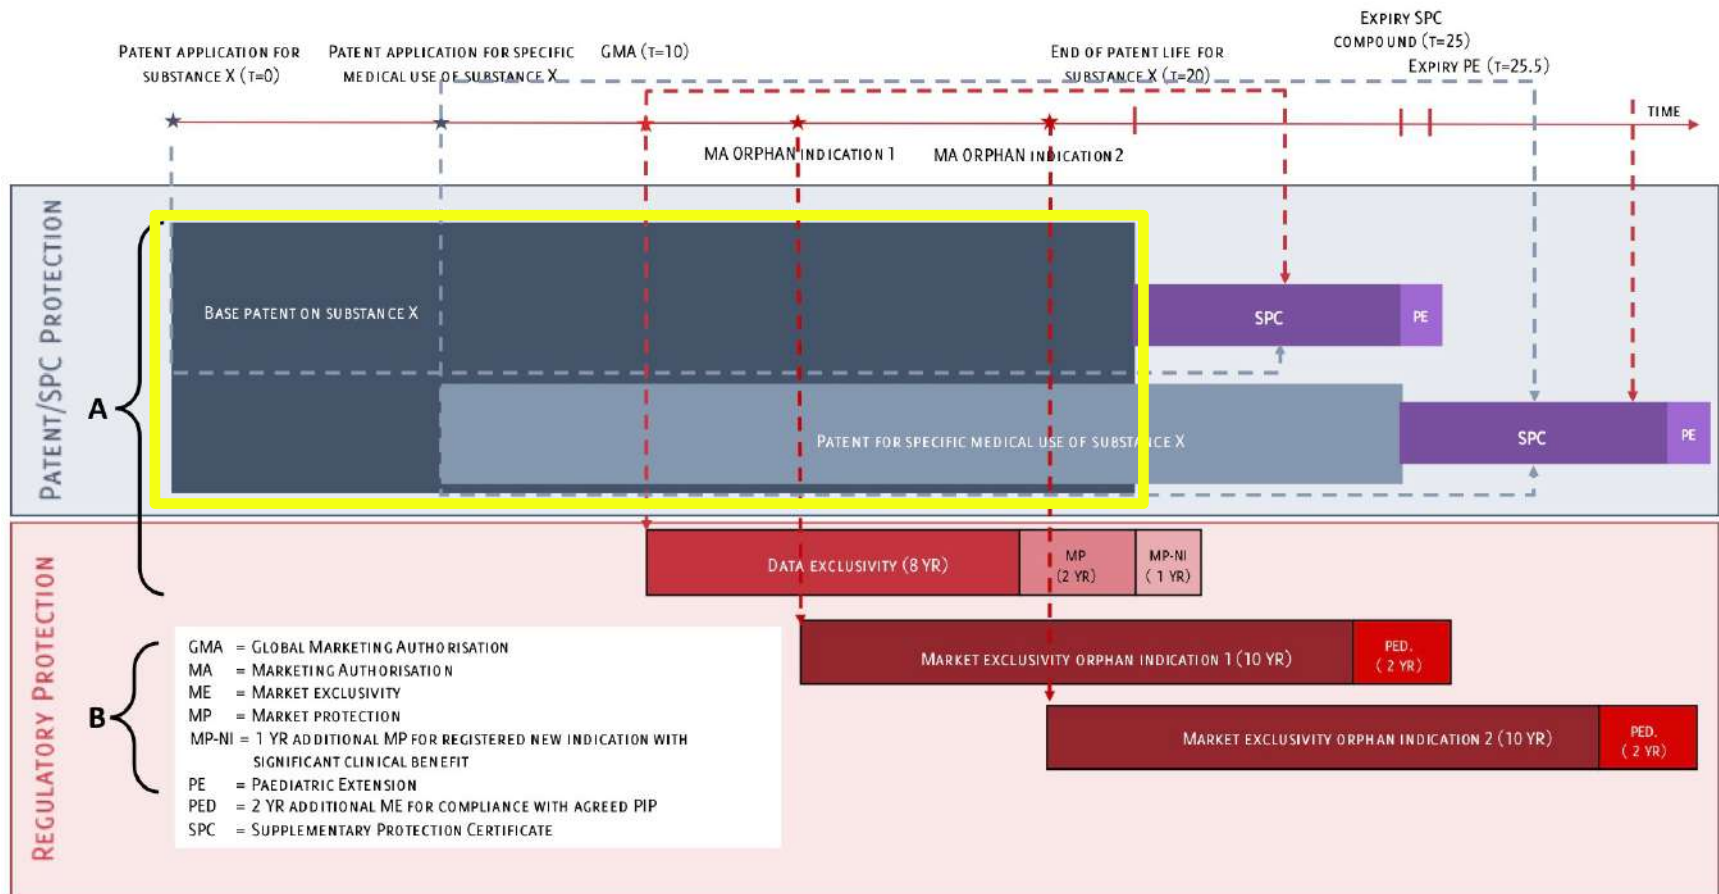 PATENT APPLICATION FOR
SUBSTANCE X (T=0)
PATENT APPLICATION FOR SPECIFIC
MEDICAL USE OF SUBSTANCE X
GMA (T=10)
END OF PATENT LIFE FOR
SUBSTANCE X (T=20)
EXPIRY SPC
COMPOUND (T=25)
EXPIRY PE (T=25.5)
TIME
MA ORPHAN INDICATION 1
MA ORPHAN INDICATION 2
PATENT/SPC PROTECTION
A
BASE PATENT ON SUBSTANCE X
SPC
PE
PATENT FOR SPECIFIC MEDICAL USE OF SUBSTANCE X
SPC
PE
REGULATORY PROTECTION
DATA EXCLUSIVITY (8 YR)
MP
(2 YR)
MP-NI
( 1 YR)
MARKET EXCLUSIVITY ORPHAN INDICATION 1 (10 YR)
PED.
( 2 YR)
MARKET EXCLUSIVITY ORPHAN INDICATION 2 (10 YR)
PED.
( 2 YR)
B
GMA = GLOBAL MARKETING AUTHORISATION
MA = MARKETING AUTHORISATION
ME = MARKET EXCLUSIVITY
MP = MARKET PROTECTION
MP-NI = 1 YR ADDITIONAL MP FOR REGISTERED NEW INDICATION WITH
SIGNIFICANT CLINICAL BENEFIT
PE = PAEDIATRIC EXTENSION
PED = 2 YR ADDITIONAL ME FOR COMPLIANCE WITH AGREED PIP
SPC = SUPPLEMENTARY PROTECTION CERTIFICATE